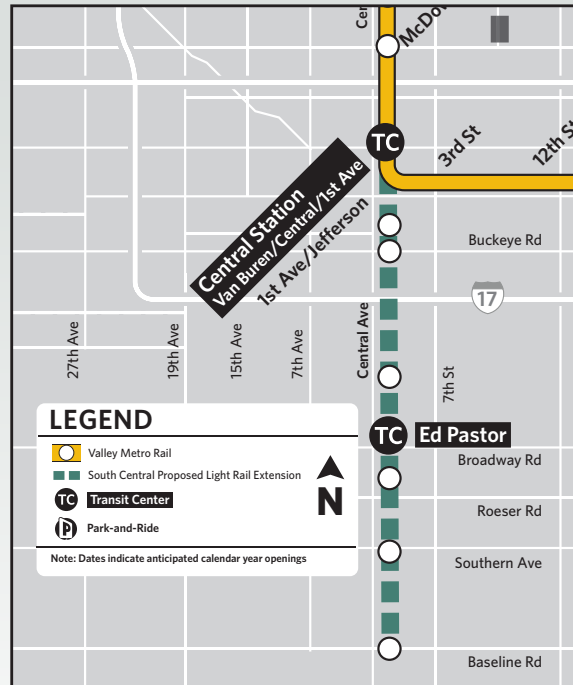 Cen
McDow
TC
3rd St
12th St
Central Station
Van Buren/Central/1st Ave
1st Ave/Jefferson
Buckeye Rd
17
27th Ave
19th Ave
15th Ave
7th Ave
Central Ave
7th St
TC
Ed Pastor
Broadway Rd
Roeser Rd
Southern Ave
Baseline Rd
LEGEND
Valley Metro Rail
South Central Proposed Light Rail Extension
TC Transit Center
P Park-and-Ride
N
Note: Dates indicate anticipated calendar year openings